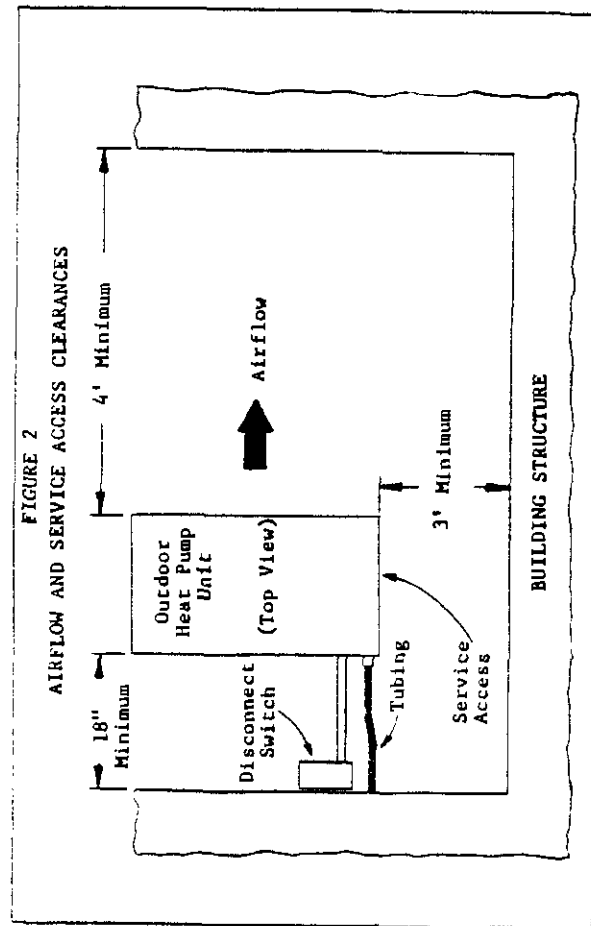 FIGURE 2
AIRFLOW AND SERVICE ACCESS CLEARANCES
18"
Minimum
4' Minimum
Outdoor
Heat Pump
Unit
(Top View)
Airflow
Disconnect
Switch
Tubing
Service
Access
3' Minimum
BUILDING STRUCTURE